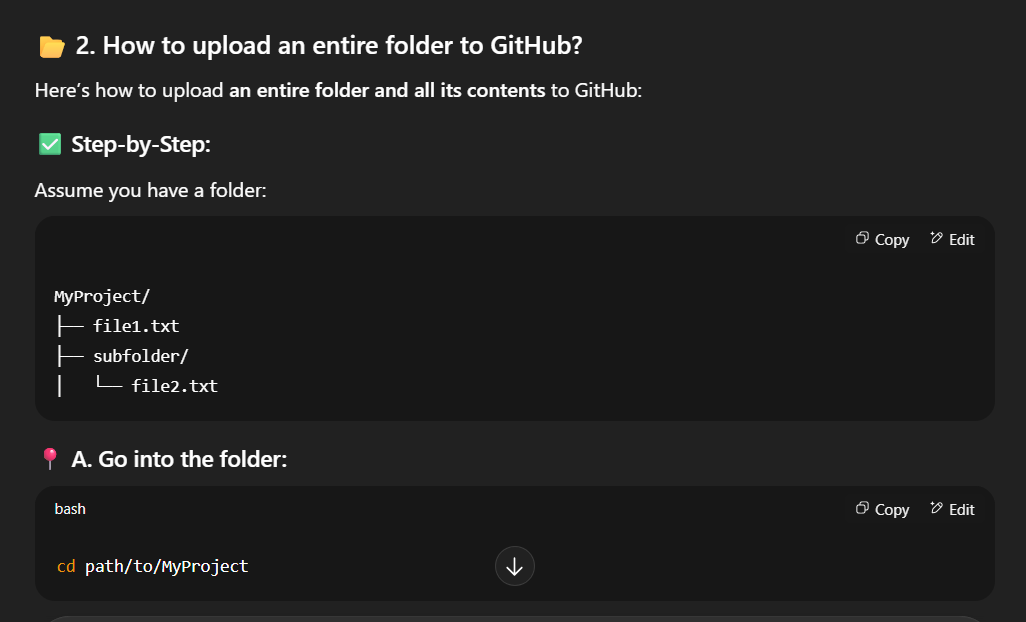 📂 2. How to upload an entire folder to GitHub?
Here's how to upload an entire folder and all its contents to GitHub:
✅ Step-by-Step:
Assume you have a folder:
Copy Edit
MyProject/
├── file1.txt
├── subfolder/
│   └── file2.txt
📍 A. Go into the folder:
bash Copy Edit
cd path/to/MyProject